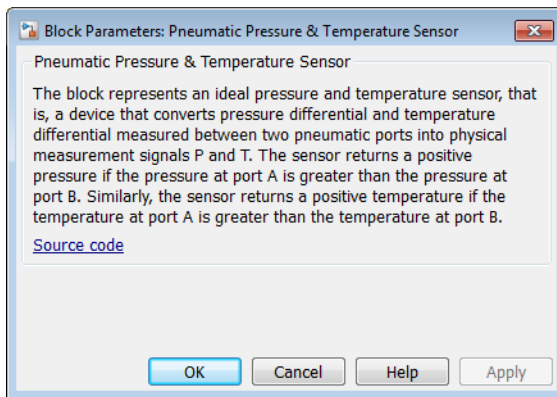 Block Parameters: Pneumatic Pressure & Temperature Sensor
Pneumatic Pressure & Temperature Sensor
The block represents an ideal pressure and temperature sensor, that
is, a device that converts pressure differential and temperature
differential measured between two pneumatic ports into physical
measurement signals P and T. The sensor returns a positive
pressure if the pressure at port A is greater than the pressure at
port B. Similarly, the sensor returns a positive temperature if the
temperature at port A is greater than the temperature at port B.
Source code
OK Cancel Help Apply